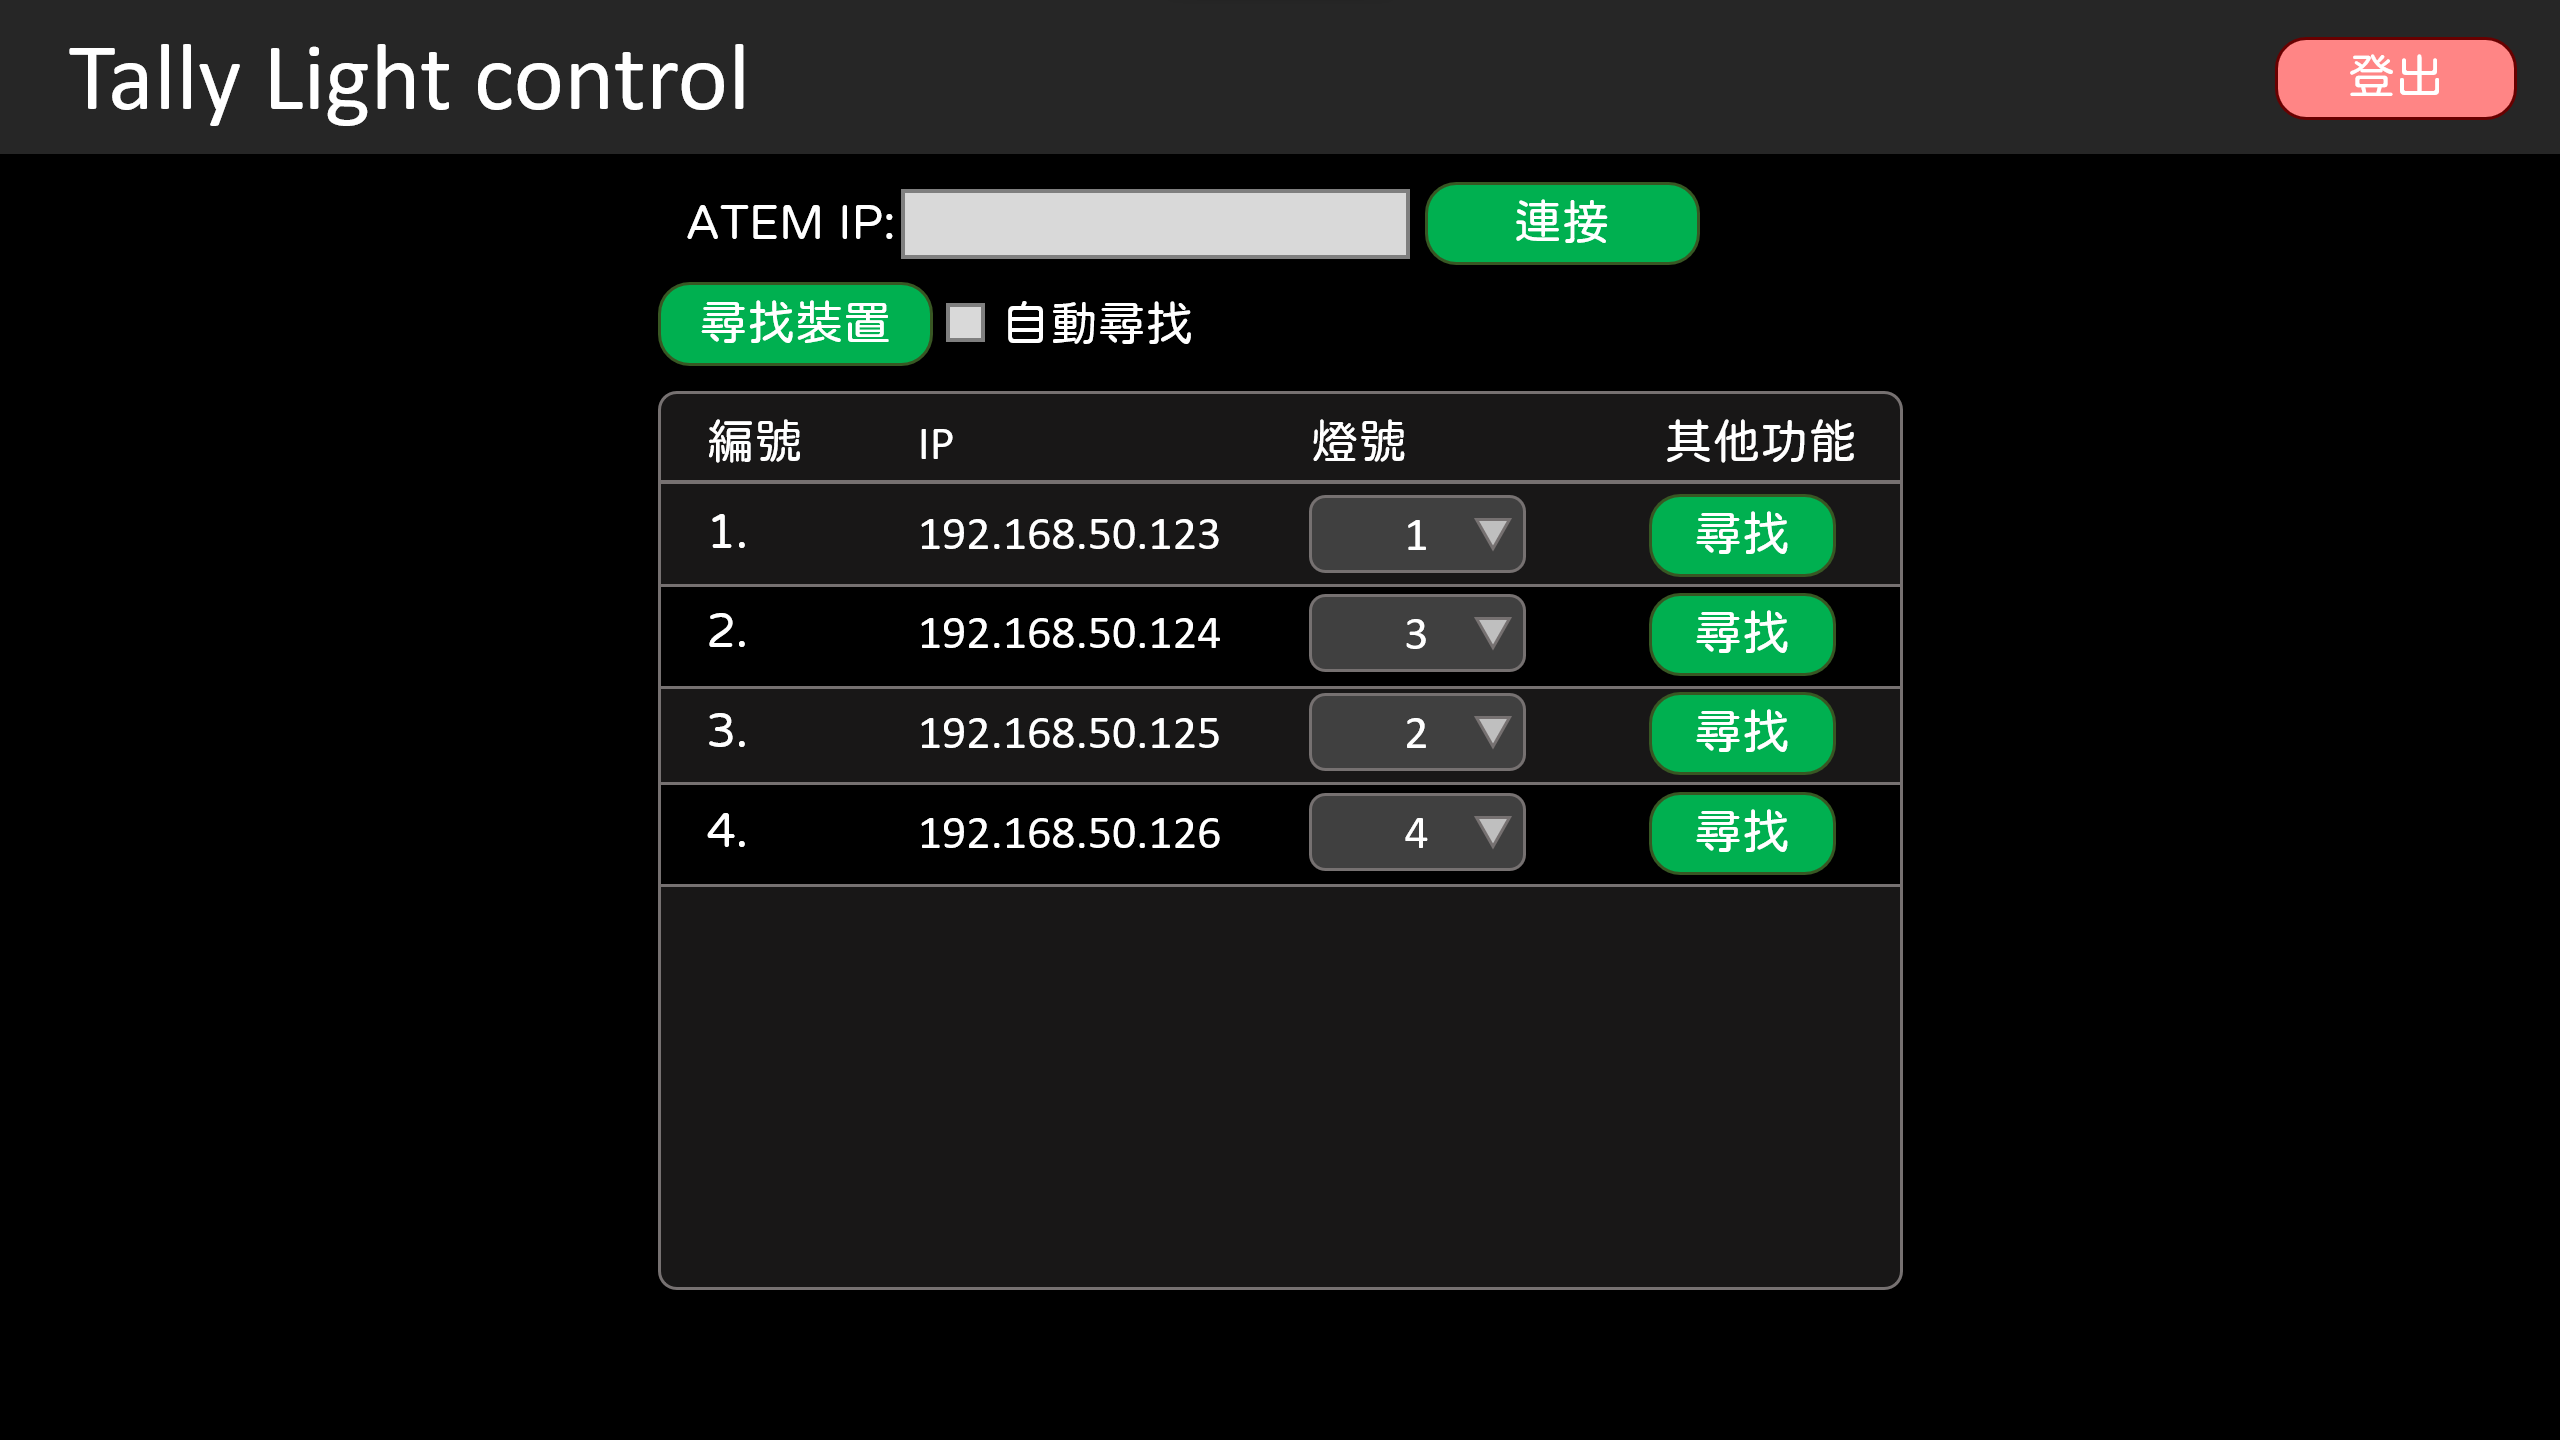 Tally Light control
登出
ATEM IP:
連接
尋找裝置
自動尋找
編號 IP 燈號 其他功能
1. 192.168.50.123 1 尋找
2. 192.168.50.124 3 尋找
3. 192.168.50.125 2 尋找
4. 192.168.50.126 4 尋找